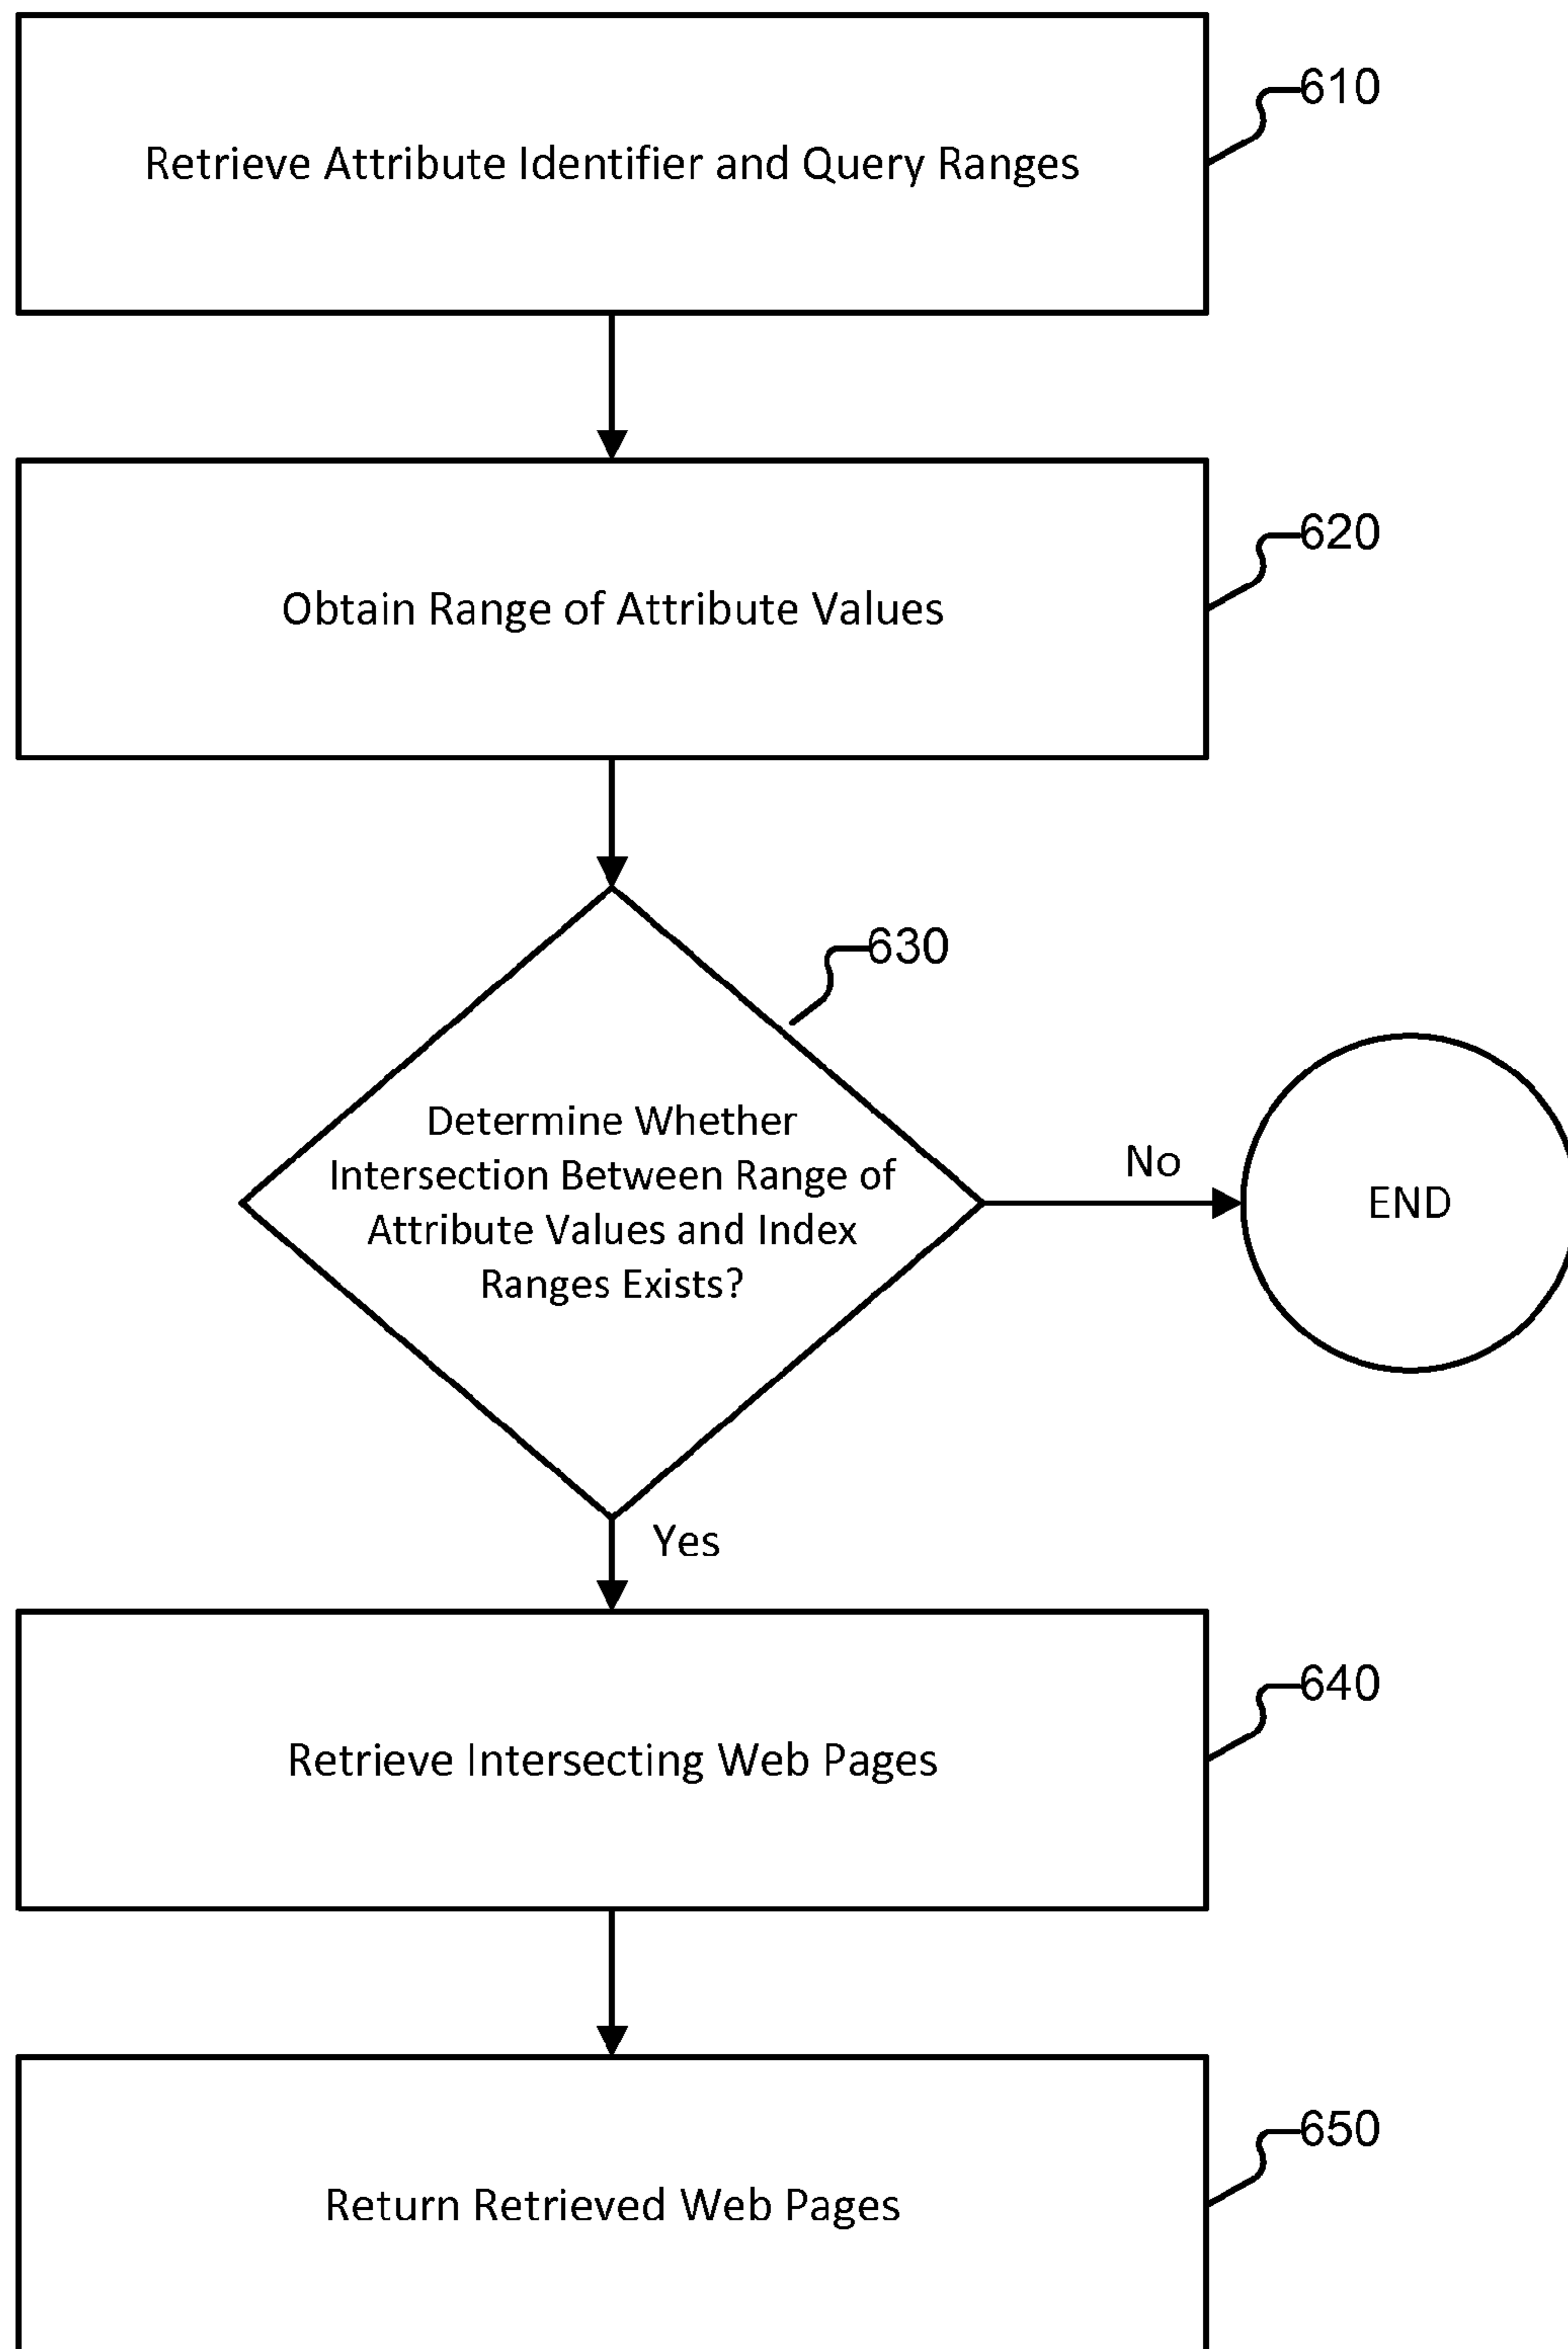 610
Retrieve Attribute Identifier and Query Ranges
620
Obtain Range of Attribute Values
630
Determine Whether
Intersection Between Range of
Attribute Values and Index
Ranges Exists?
No
END
Yes
640
Retrieve Intersecting Web Pages
650
Return Retrieved Web Pages